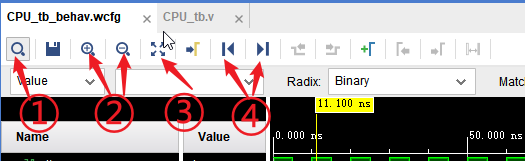 CPU_tb_behav.wcfg × CPU_tb.v ×
① ② ③ ④
Value Radix: Binary Matc
11.100 ns
Name Value 0.000 ns 50.000 ns